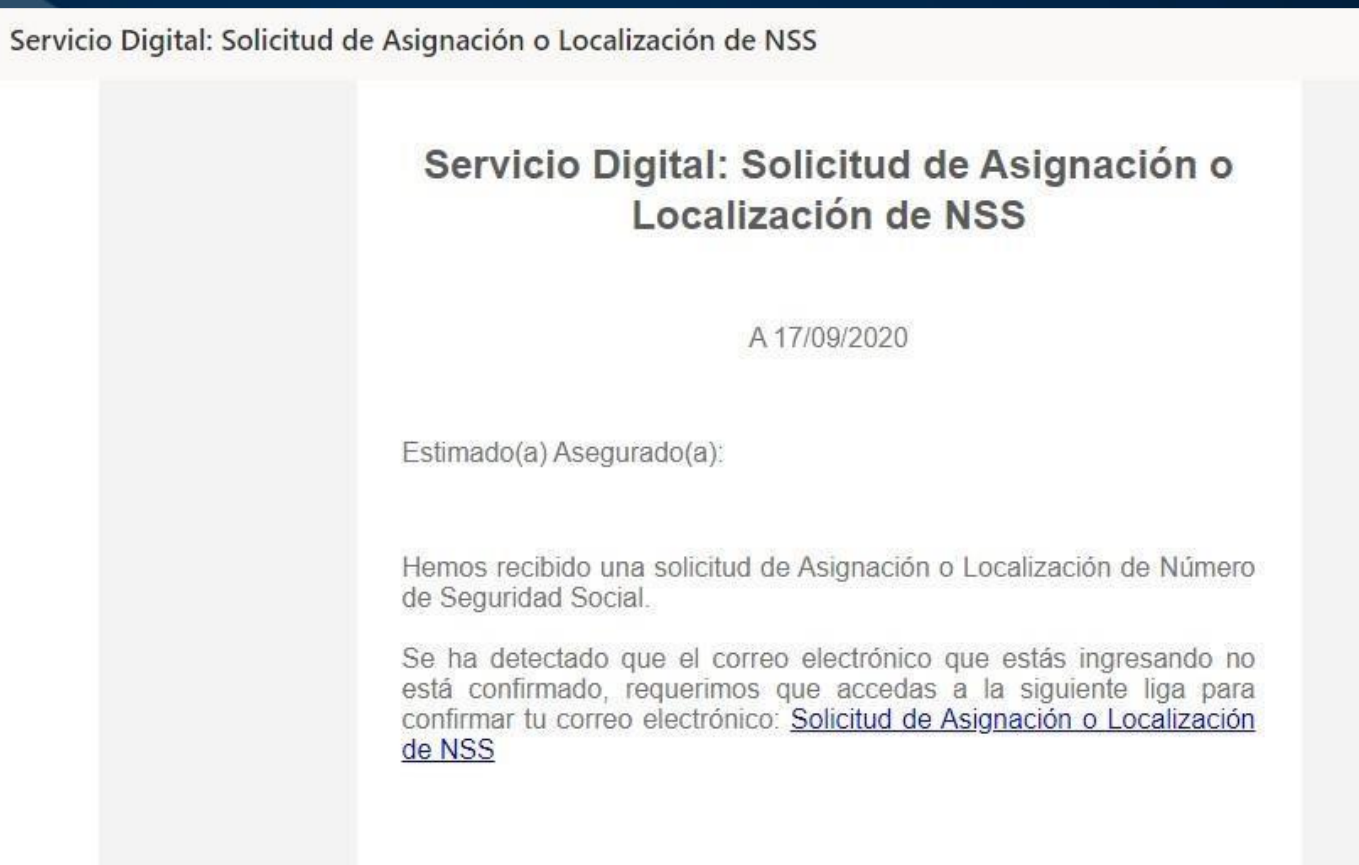 Servicio Digital: Solicitud de Asignación o Localización de NSS
Servicio Digital: Solicitud de Asignación o
Localización de NSS
A 17/09/2020
Estimado(a) Asegurado(a):
Hemos recibido una solicitud de Asignación o Localización de Número
de Seguridad Social.
Se ha detectado que el correo electrónico que estás ingresando no
está confirmado, requerimos que accedas a la siguiente liga para
confirmar tu correo electrónico: Solicitud de Asignación o Localización
de NSS